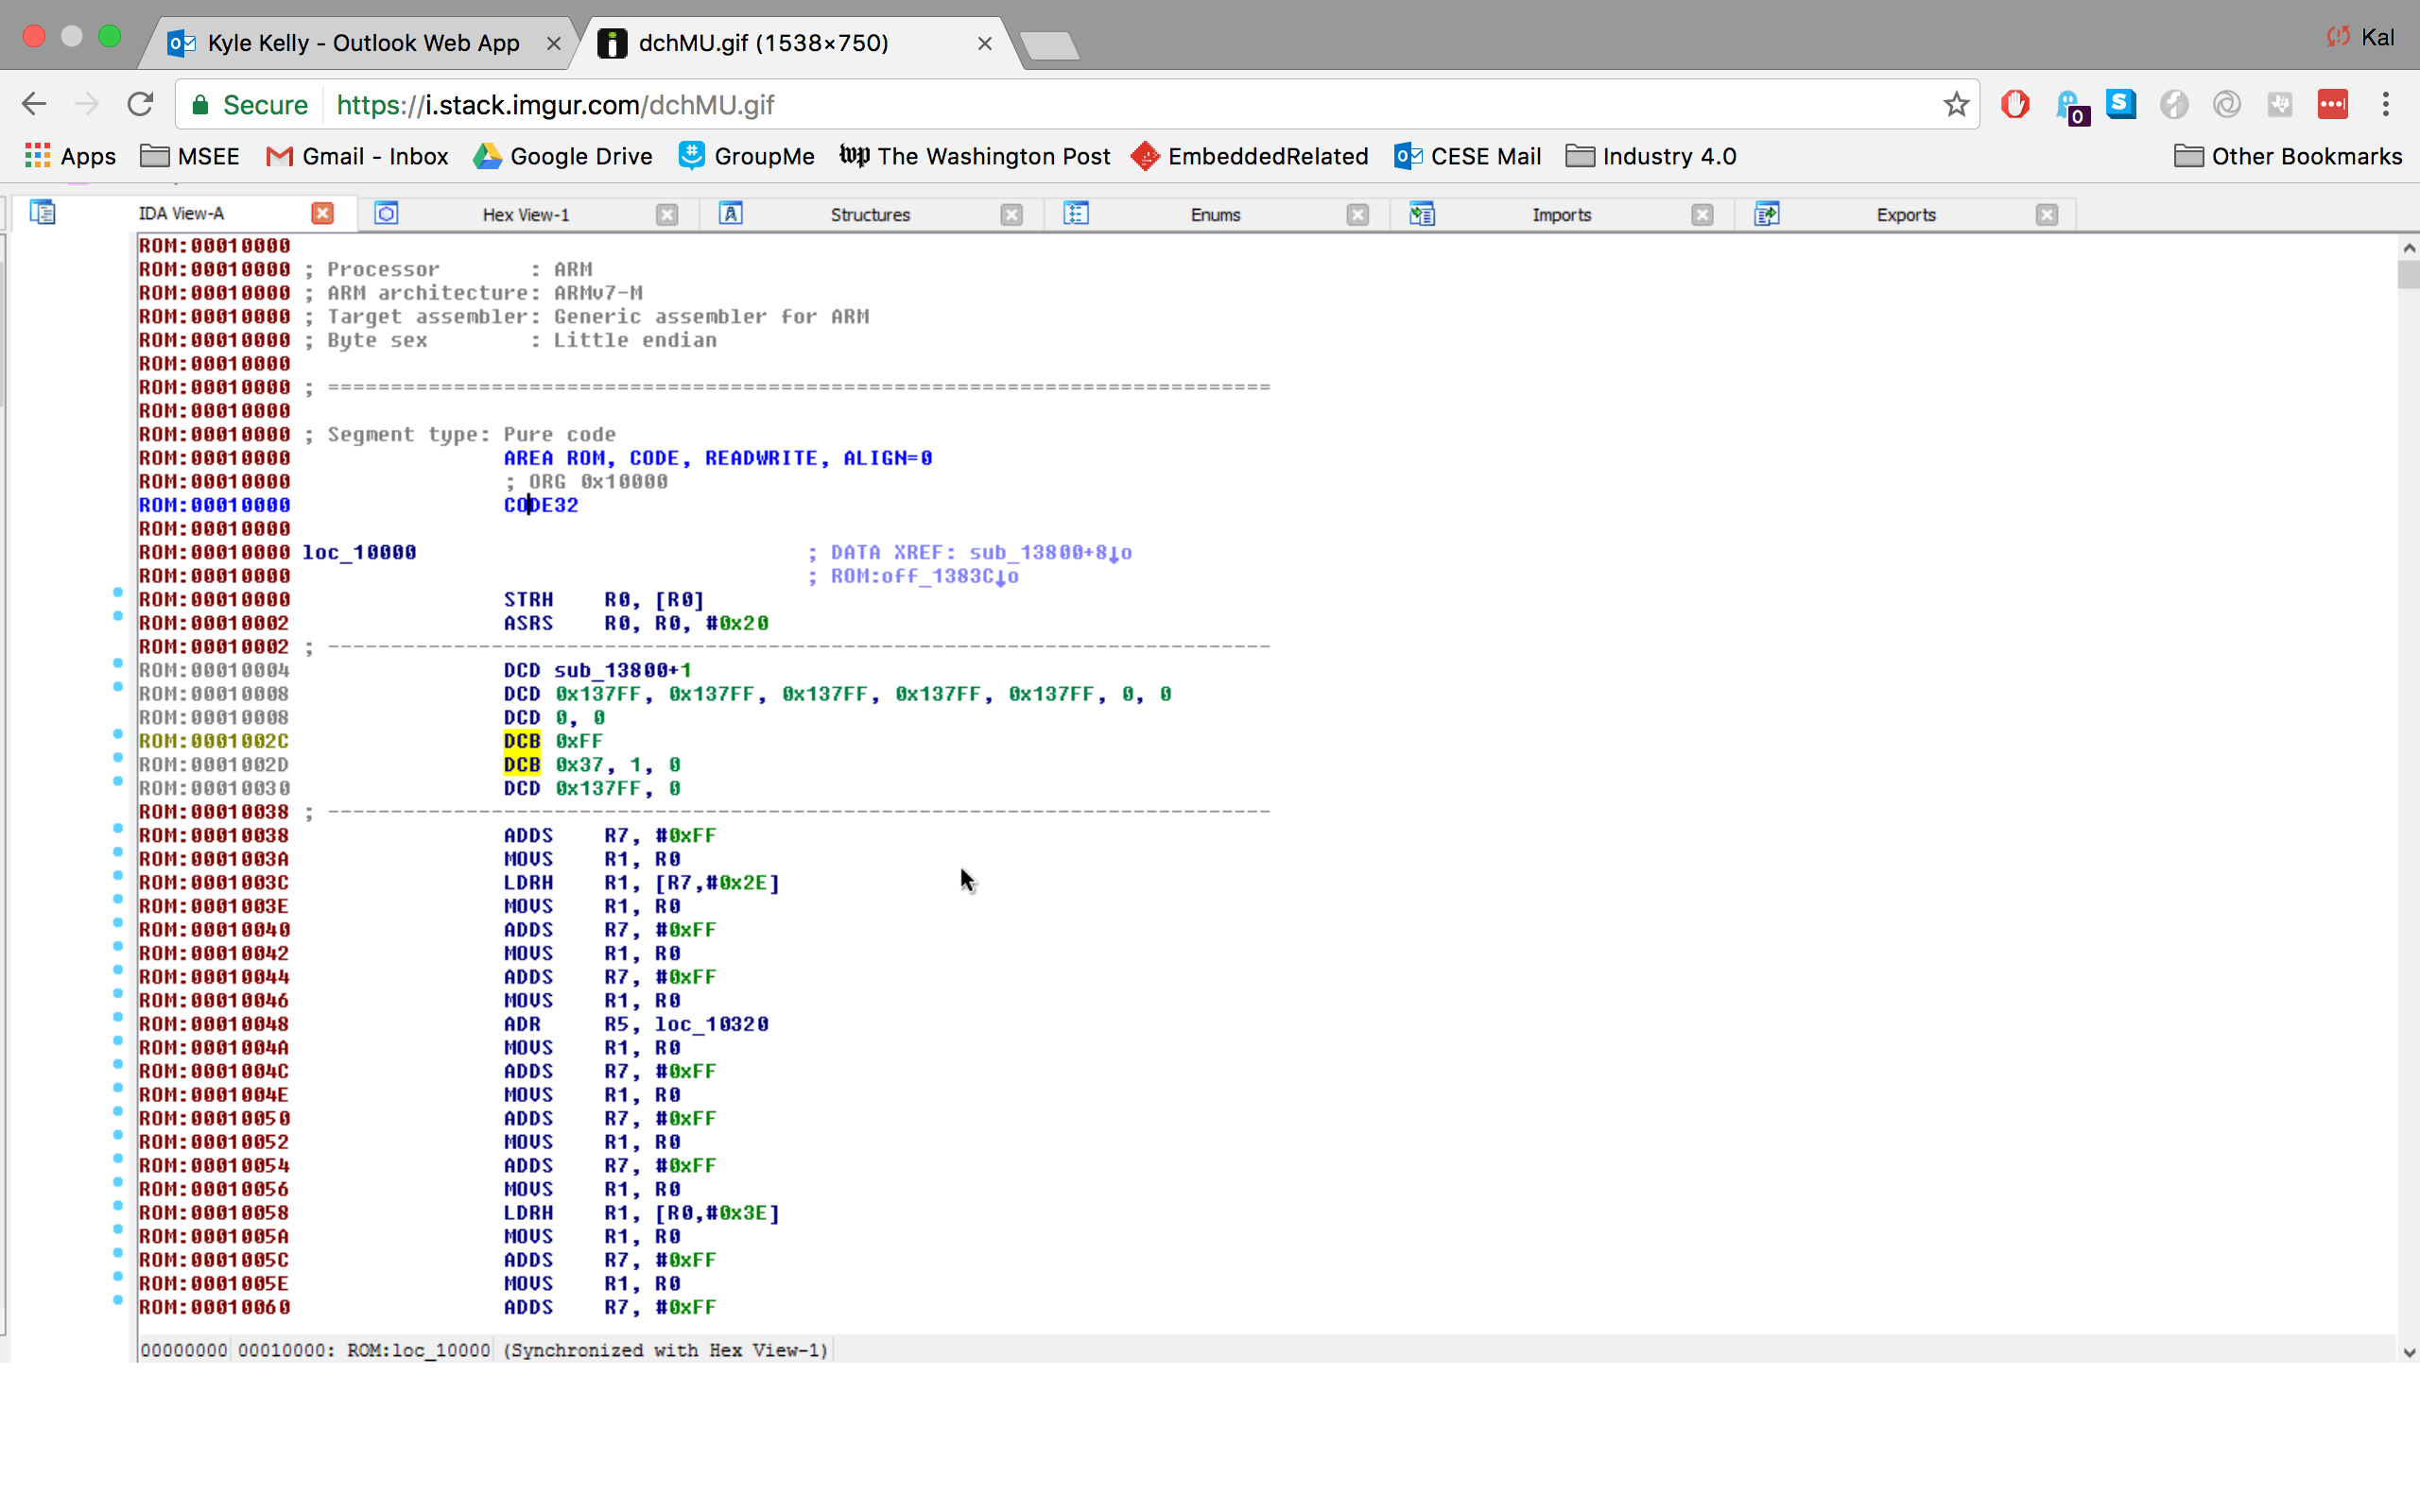 Kyle Kelly - Outlook Web App
dchMU.gif (1538×750)
Kal
Secure https://i.stack.imgur.com/dchMU.gif
0
Apps MSEE Gmail - Inbox Google Drive GroupMe wp The Washington Post EmbeddedRelated CESE Mail Industry 4.0 Other Bookmarks
IDA View-A Hex View-1 Structures Enums Imports Exports
ROM:00010000
ROM:00010000 ; Processor : ARM
ROM:00010000 ; ARM architecture: ARMv7-M
ROM:00010000 ; Target assembler: Generic assembler for ARM
ROM:00010000 ; Byte sex : Little endian
ROM:00010000
ROM:00010000 ; ===========================================================================
ROM:00010000
ROM:00010000 ; Segment type: Pure code
ROM:00010000 AREA ROM, CODE, READWRITE, ALIGN=0
ROM:00010000 ; ORG 0x10000
ROM:00010000 CODE32
ROM:00010000
ROM:00010000 loc_10000 ; DATA XREF: sub_13800+8↓o
ROM:00010000 ; ROM:off_1383C↓o
ROM:00010000 STRH R0, [R0]
ROM:00010002 ASRS R0, R0, #0x20
ROM:00010002 ; ---------------------------------------------------------------------------
ROM:00010004 DCD sub_13800+1
ROM:00010008 DCD 0x137FF, 0x137FF, 0x137FF, 0x137FF, 0x137FF, 0, 0
ROM:00010008 DCD 0, 0
ROM:0001002C DCB 0xFF
ROM:0001002D DCB 0x37, 1, 0
ROM:00010030 DCD 0x137FF, 0
ROM:00010038 ; ---------------------------------------------------------------------------
ROM:00010038 ADDS R7, #0xFF
ROM:0001003A MOVS R1, R0
ROM:0001003C LDRH R1, [R7,#0x2E]
ROM:0001003E MOVS R1, R0
ROM:00010040 ADDS R7, #0xFF
ROM:00010042 MOVS R1, R0
ROM:00010044 ADDS R7, #0xFF
ROM:00010046 MOVS R1, R0
ROM:00010048 ADR R5, loc_10320
ROM:0001004A MOVS R1, R0
ROM:0001004C ADDS R7, #0xFF
ROM:0001004E MOVS R1, R0
ROM:00010050 ADDS R7, #0xFF
ROM:00010052 MOVS R1, R0
ROM:00010054 ADDS R7, #0xFF
ROM:00010056 MOVS R1, R0
ROM:00010058 LDRH R1, [R0,#0x3E]
ROM:0001005A MOVS R1, R0
ROM:0001005C ADDS R7, #0xFF
ROM:0001005E MOVS R1, R0
ROM:00010060 ADDS R7, #0xFF
00000000 00010000: ROM:loc_10000 (Synchronized with Hex View-1)